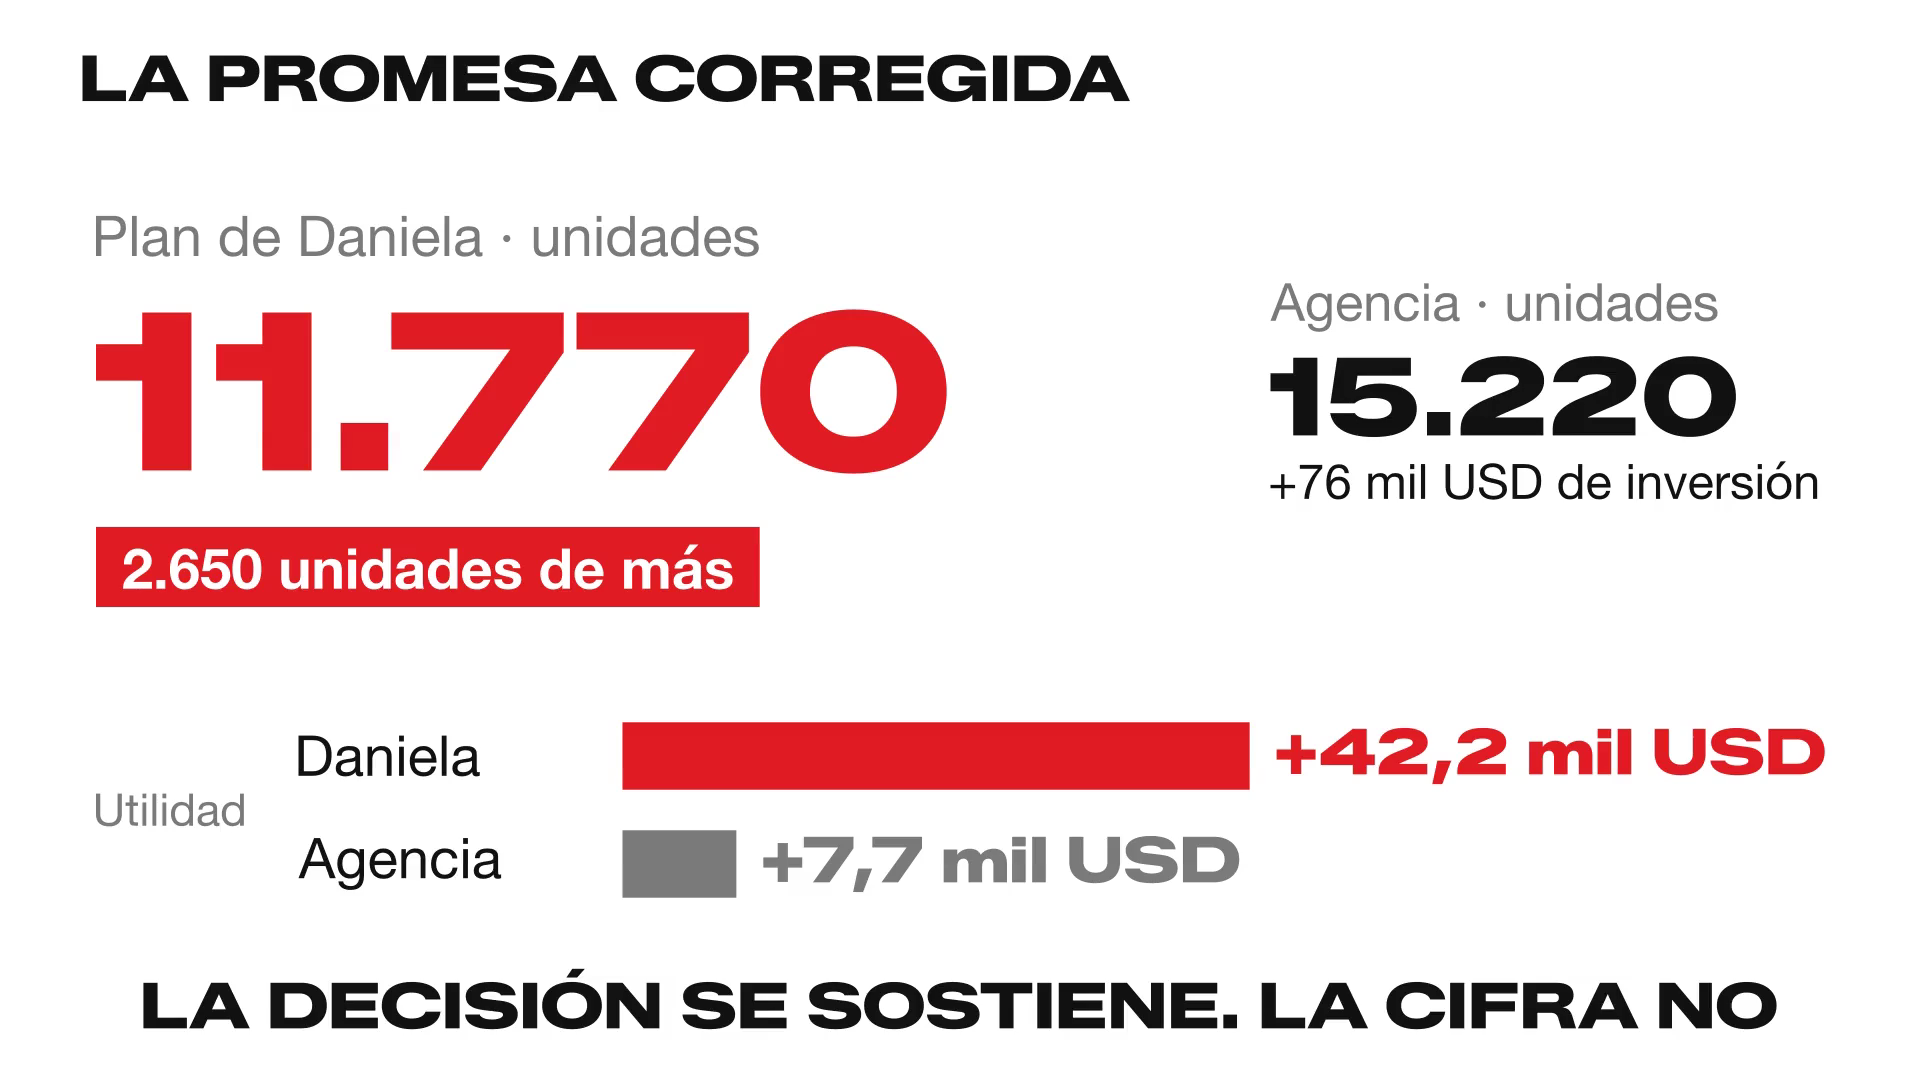 LA PROMESA CORREGIDA
Plan de Daniela · unidades
11.770
2.650 unidades de más
Agencia · unidades
15.220
+76 mil USD de inversión
Utilidad
Daniela
+42,2 mil USD
Agencia
+7,7 mil USD
LA DECISIÓN SE SOSTIENE. LA CIFRA NO